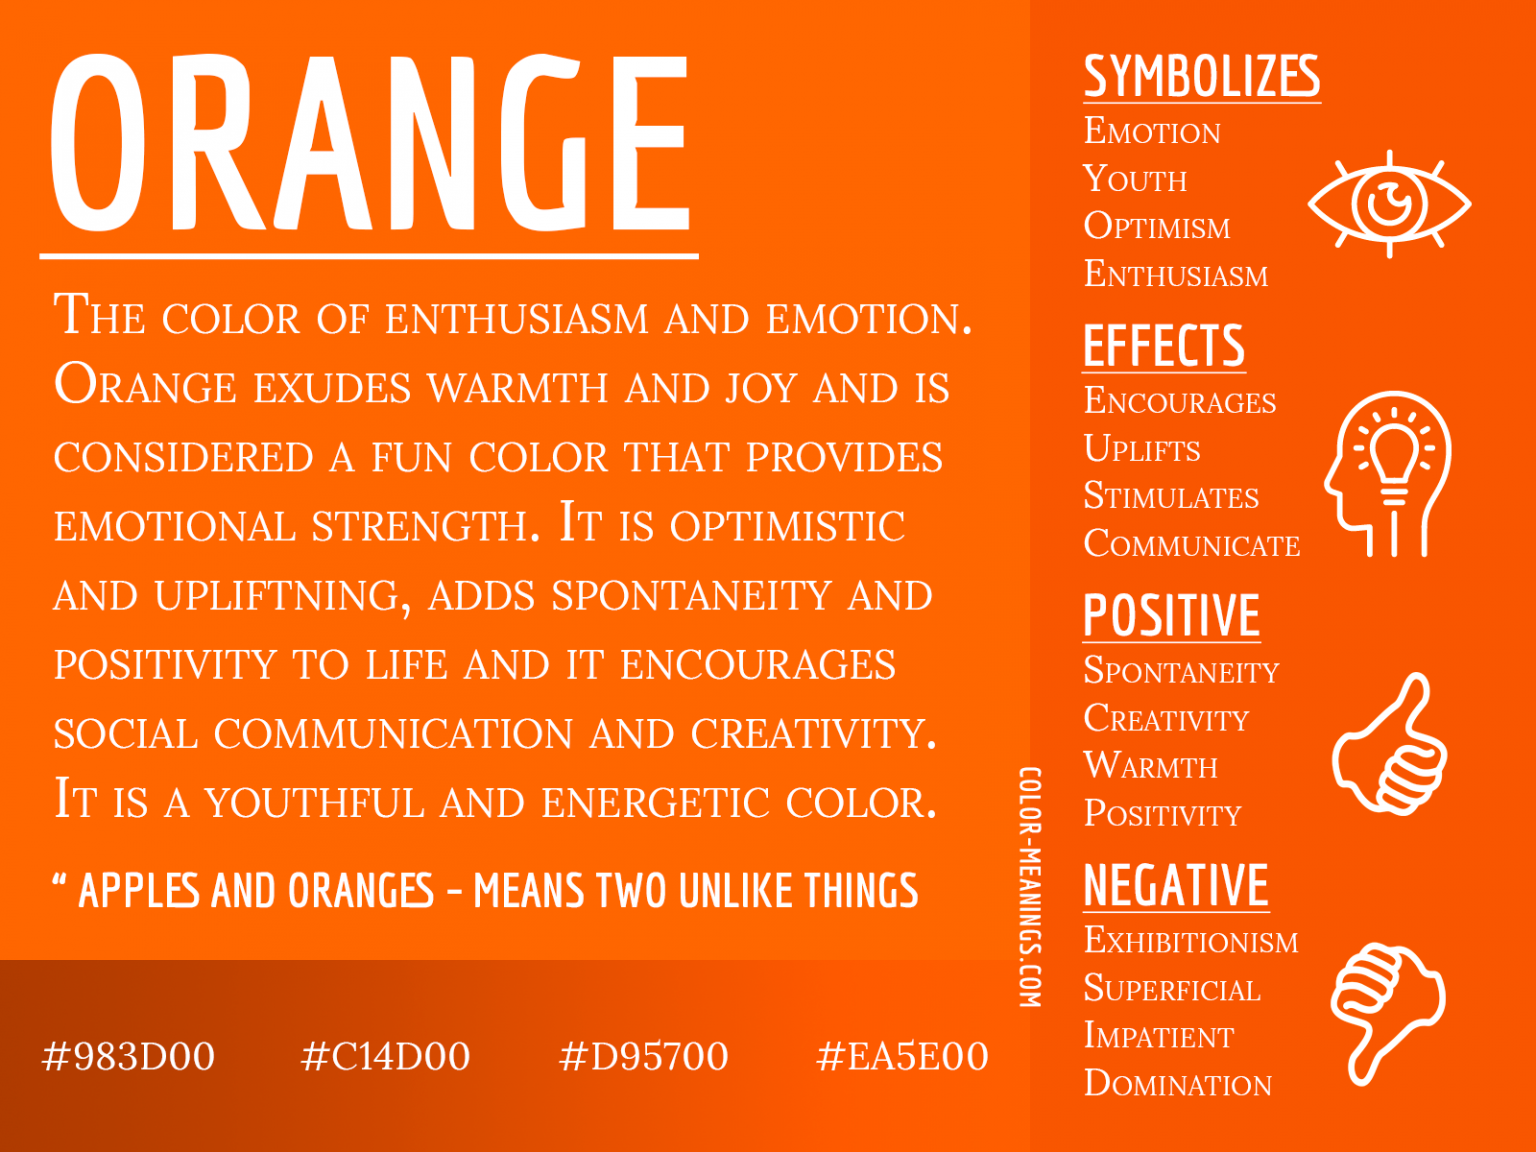 ORANGE
The color of enthusiasm and emotion.
Orange exudes warmth and joy and is
considered a fun color that provides
emotional strength. It is optimistic
and upliftning, adds spontaneity and
positivity to life and it encourages
social communication and creativity.
It is a youthful and energetic color.
“ APPLES AND ORANGES - MEANS TWO UNLIKE THINGS
#983D00
#C14D00
#D95700
#EA5E00
COLOR-MEANINGS.COM
SYMBOLIZES
Emotion
Youth
Optimism
Enthusiasm
EFFECTS
Encourages
Uplifts
Stimulates
Communicate
POSITIVE
Spontaneity
Creativity
Warmth
Positivity
NEGATIVE
Exhibitionism
Superficial
Impatient
Domination